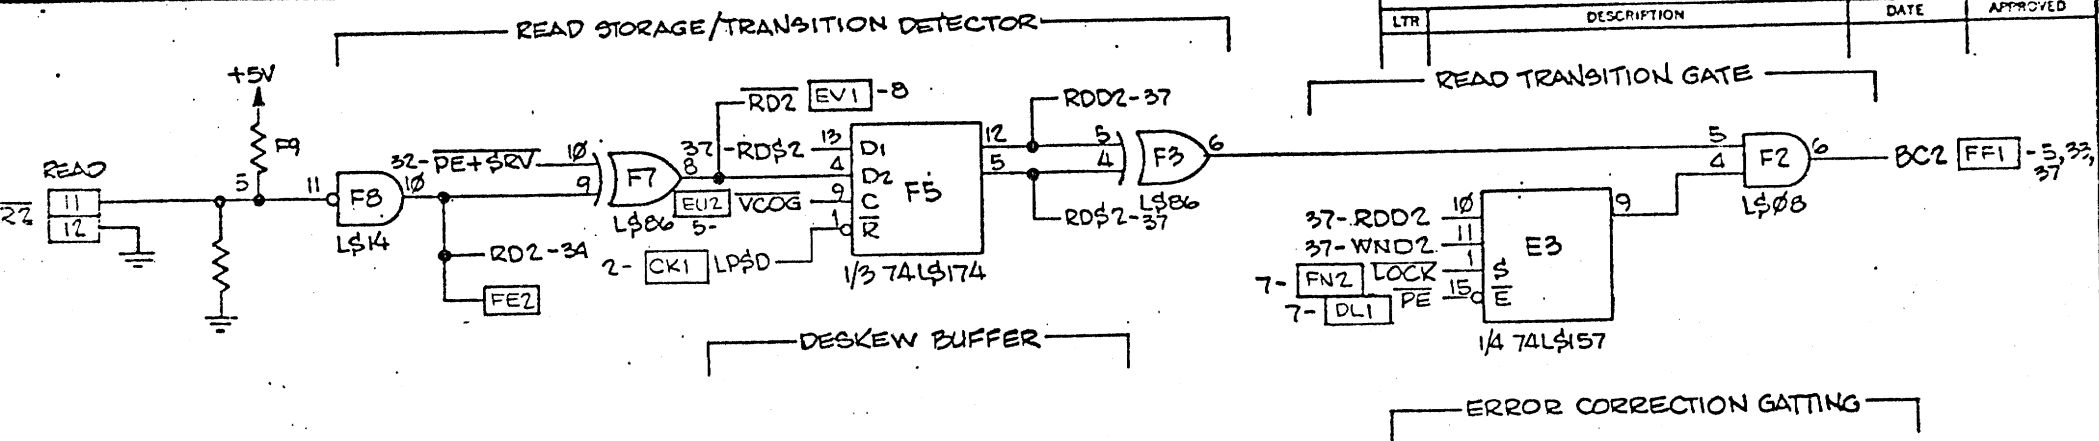 READ STORAGE/TRANSITION DETECTOR
LTR DESCRIPTION DATE APPROVED
READ TRANSITION GATE
+5V
F9
READ
11
12
5
11
F8
LS14
32-PE+SRV
10
10
9
F7
8
LS86
RD2 EV1 -8
37-RDS2 13
4
EU2 VCOG 9
5-
2- CK1 LPSD
1
D1
D2
C
R
F5
1/3 74LS174
RD2-34
FE2
12
5
RDD2-37
RDS2-37
5
4
F3
6
LS86
5
4
F2
6
LS08
BC2 FF1 -5,33,
37
37-RDD2 10
37-WND2 11
7- FN2 LOCK 1
7- DL1 PE 15
S
E
E3
9
1/4 74LS157
DESKEW BUFFER
ERROR CORRECTION GATTING